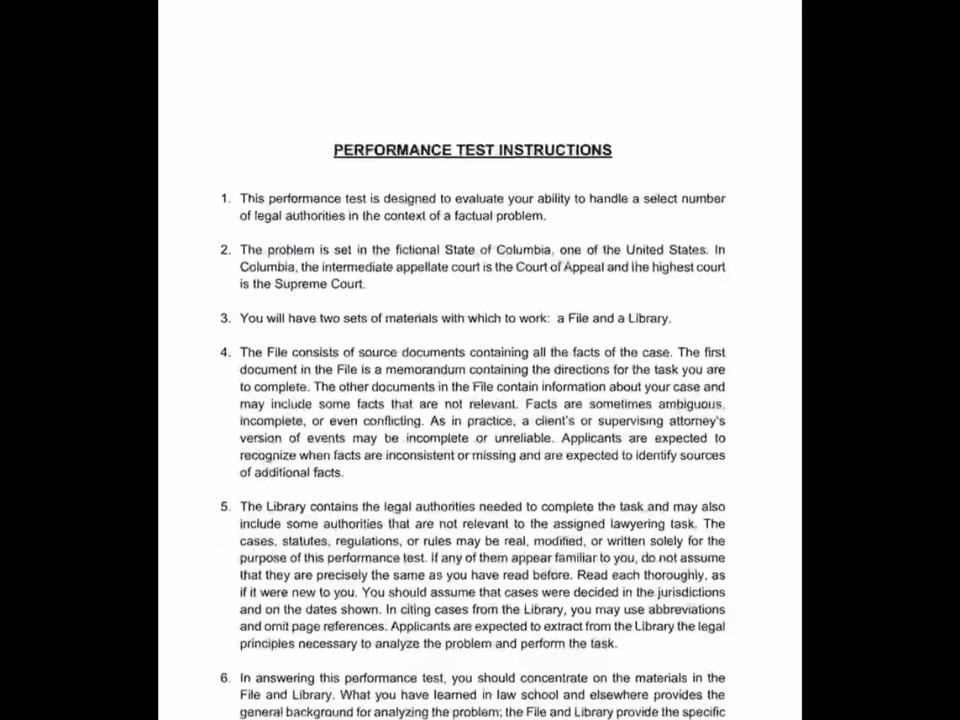 PERFORMANCE TEST INSTRUCTIONS
1. This performance test is designed to evaluate your ability to handle a select number
of legal authorities in the context of a factual problem.
2. The problem is set in the fictional State of Columbia, one of the United States. In
Columbia, the intermediate appellate court is the Court of Appeal and the highest court
is the Supreme Court.
3. You will have two sets of materials with which to work: a File and a Library.
4. The File consists of source documents containing all the facts of the case. The first
document in the File is a memorandum containing the directions for the task you are
to complete. The other documents in the File contain information about your case and
may include some facts that are not relevant. Facts are sometimes ambiguous,
incomplete, or even conflicting. As in practice, a client's or supervising attorney's
version of events may be incomplete or unreliable. Applicants are expected to
recognize when facts are inconsistent or missing and are expected to identify sources
of additional facts.
5. The Library contains the legal authorities needed to complete the task and may also
include some authorities that are not relevant to the assigned lawyering task. The
cases, statutes, regulations, or rules may be real, modified, or written solely for the
purpose of this performance test. If any of them appear familiar to you, do not assume
that they are precisely the same as you have read before. Read each thoroughly, as
if it were new to you. You should assume that cases were decided in the jurisdictions
and on the dates shown. In citing cases from the Library, you may use abbreviations
and omit page references. Applicants are expected to extract from the Library the legal
principles necessary to analyze the problem and perform the task.
6. In answering this performance test, you should concentrate on the materials in the
File and Library. What you have learned in law school and elsewhere provides the
general background for analyzing the problem; the File and Library provide the specific